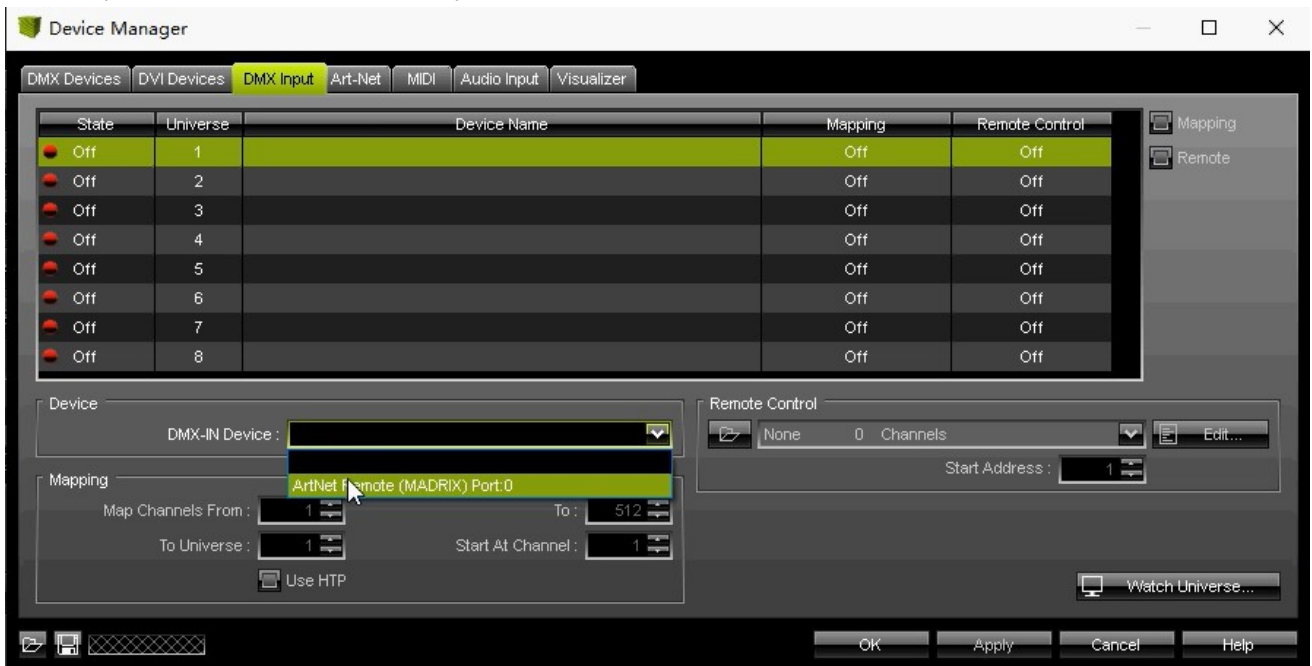 Device Manager
DMX Devices DVI Devices DMX Input Art-Net MIDI Audio Input Visualizer
State Universe Device Name Mapping Remote Control
Mapping
Off 1 Off Off
Remote
Off 2 Off Off
Off 3 Off Off
Off 4 Off Off
Off 5 Off Off
Off 6 Off Off
Off 7 Off Off
Off 8 Off Off
Device
Remote Control
DMX-IN Device :
None 0 Channels Edit...
Start Address : 1
Mapping
ArtNet Remote (MADRIX) Port:0
Map Channels From : 1 To : 512
To Universe : 1 Start At Channel : 1
Use HTP
Watch Universe...
OK Apply Cancel Help